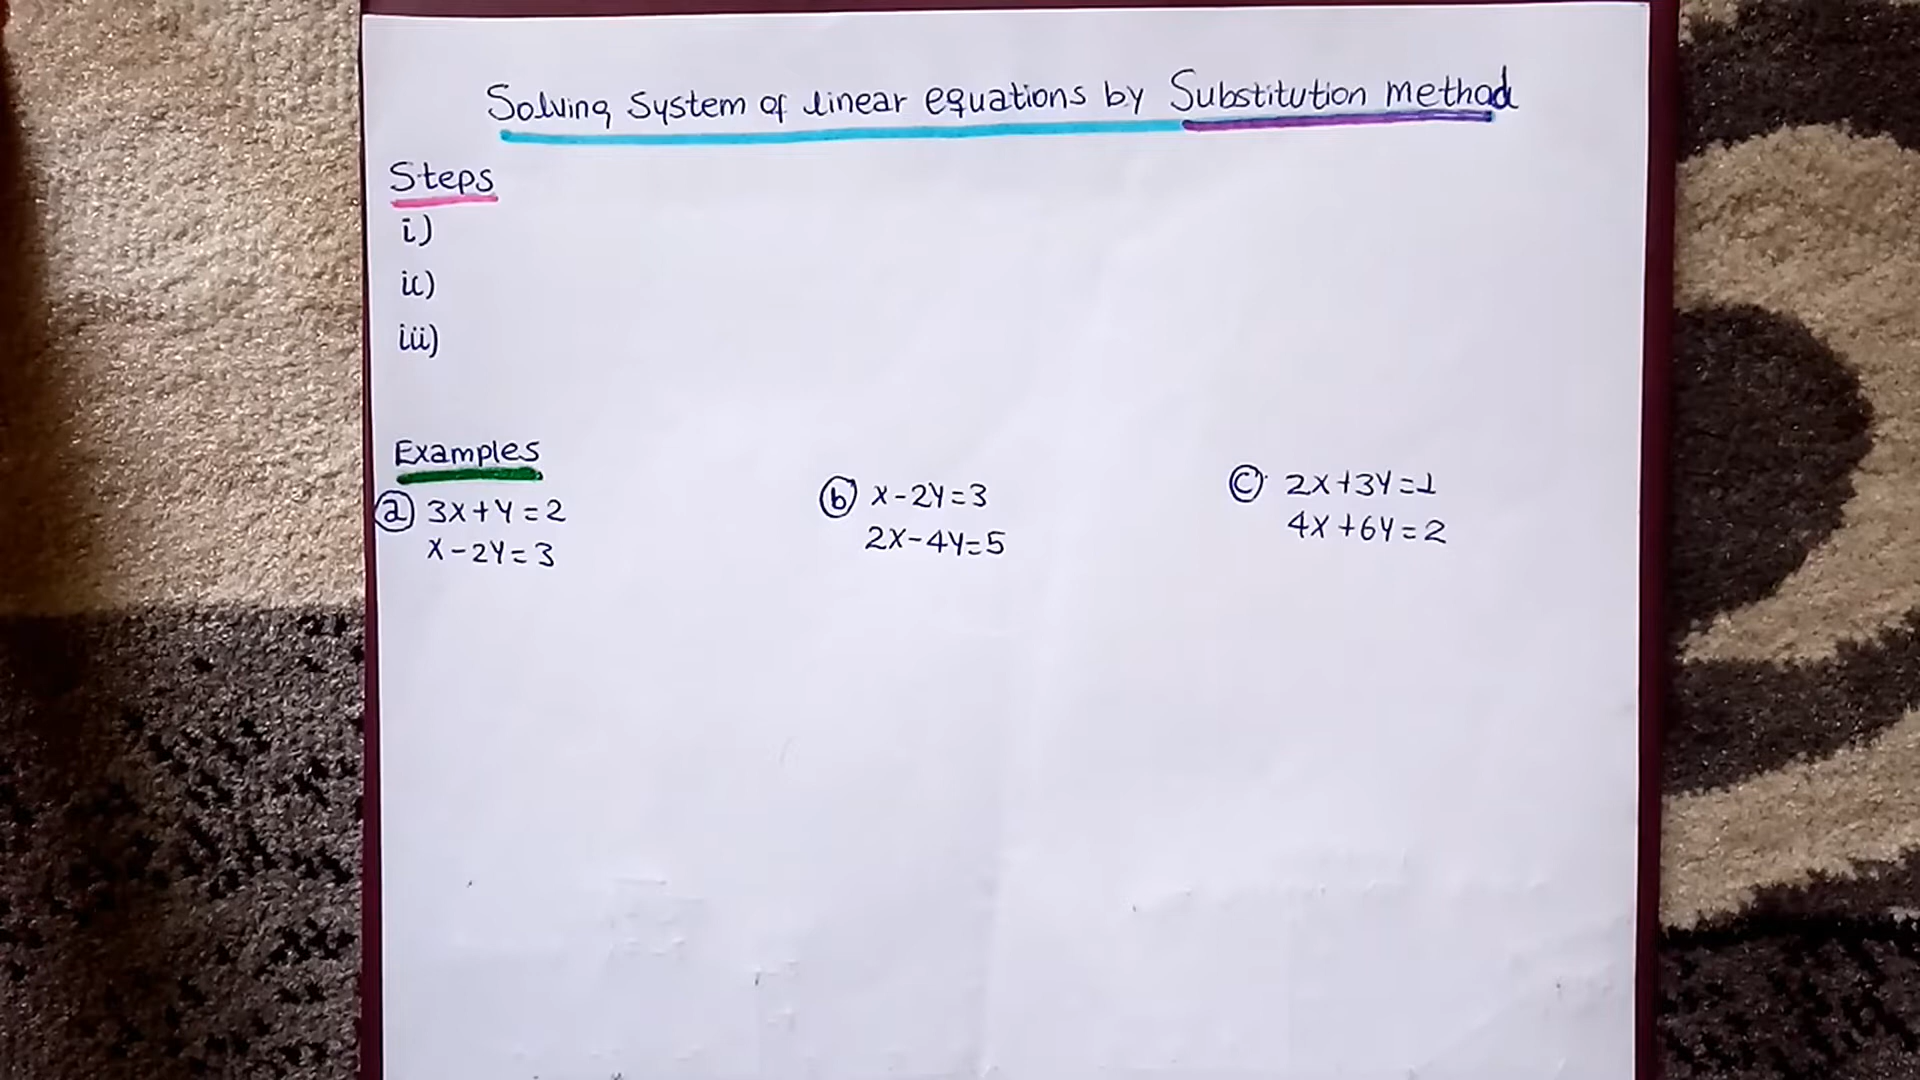 Solving System of linear equations by Substitution method
Steps
i)
ii)
iii)
Examples
a) 3x+y=2
x-2y=3
b) x-2y=3
2x-4y=5
c) 2x+3y=1
4x+6y=2